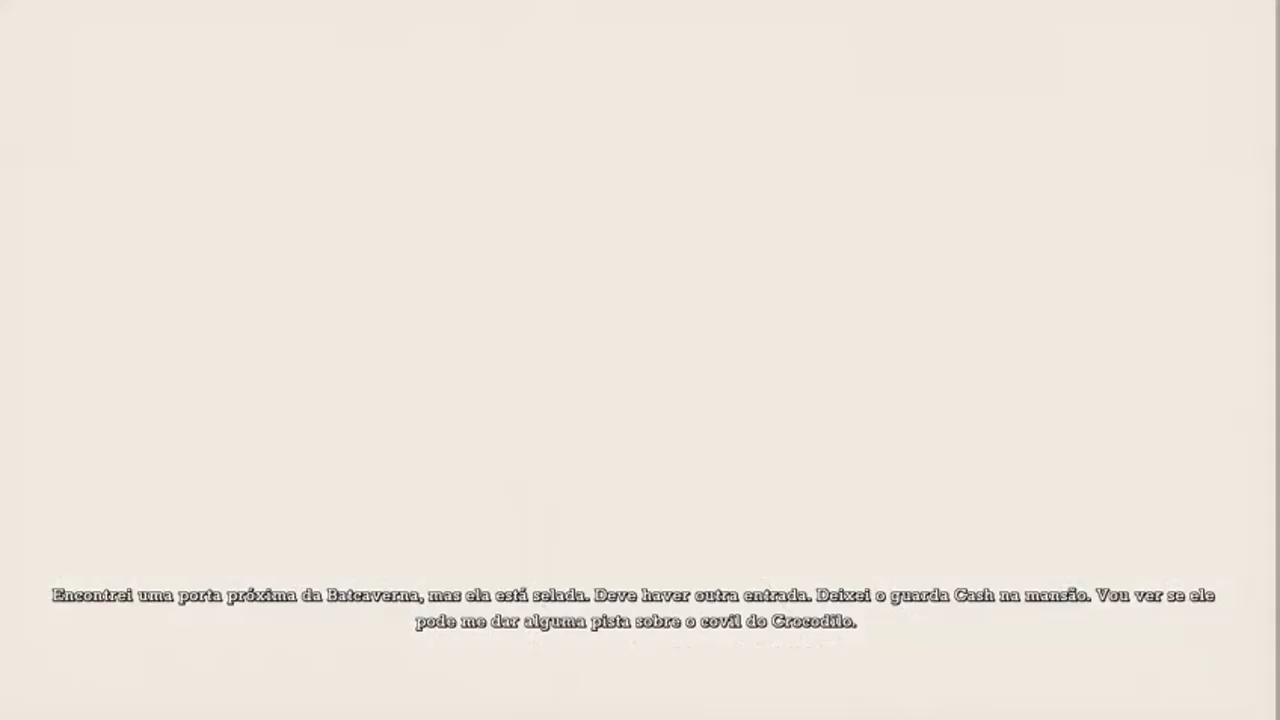 Encontrei uma porta próxima da Batcaverna, mas ela está selada. Deve haver outra entrada. Deixei o guarda Cash na mansão. Vou ver se ele
pode me dar alguma pista sobre o covil do Crocodilo.